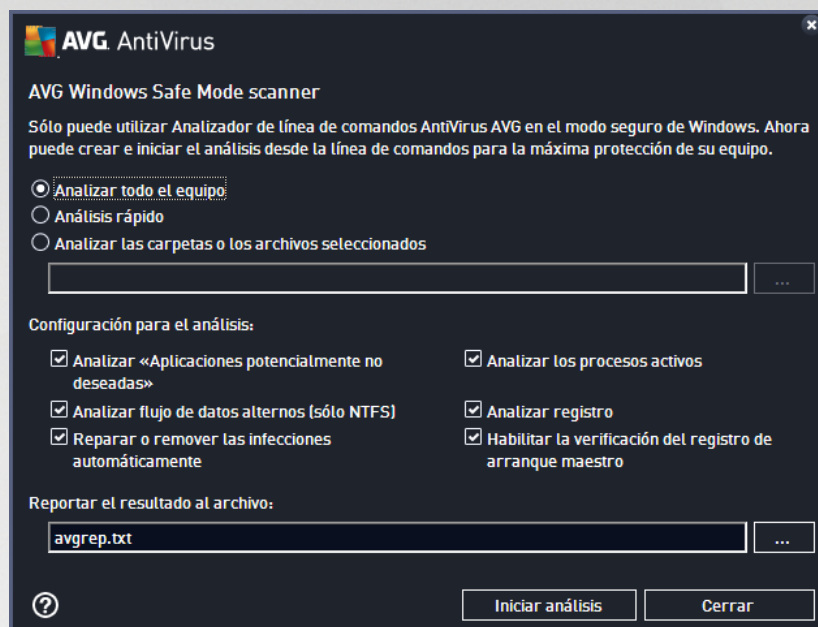 AVG. AntiVirus
AVG Windows Safe Mode scanner
Sólo puede utilizar Analizador de línea de comandos AntiVirus AVG en el modo seguro de Windows. Ahora
puede crear e iniciar el análisis desde la línea de comandos para la máxima protección de su equipo.
Analizar todo el equipo
Análisis rápido
Analizar las carpetas o los archivos seleccionados
...
Configuración para el análisis:
Analizar «Aplicaciones potencialmente no
deseadas»
Analizar los procesos activos
Analizar flujo de datos alternos (sólo NTFS)
Analizar registro
Reparar o remover las infecciones
automáticamente
Habilitar la verificación del registro de
arranque maestro
Reportar el resultado al archivo:
avgrep.txt
...
Iniciar análisis
Cerrar